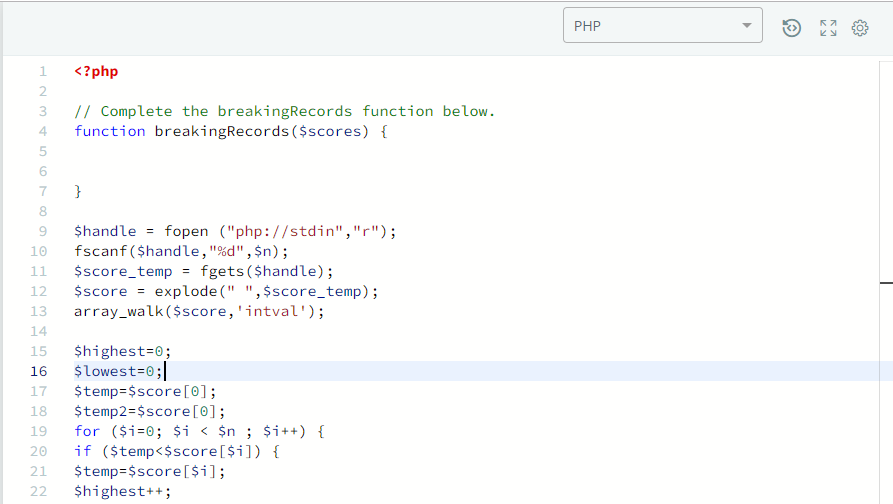 PHP
1 <?php
2
3 // Complete the breakingRecords function below.
4 function breakingRecords($scores) {
5
6
7 }
8
9 $handle = fopen ("php://stdin","r");
10 fscanf($handle,"%d",$n);
11 $score_temp = fgets($handle);
12 $score = explode(" ",$score_temp);
13 array_walk($score,'intval');
14
15 $highest=0;
16 $lowest=0;
17 $temp=$score[0];
18 $temp2=$score[0];
19 for ($i=0; $i < $n ; $i++) {
20 if ($temp<$score[$i]) {
21 $temp=$score[$i];
22 $highest++;